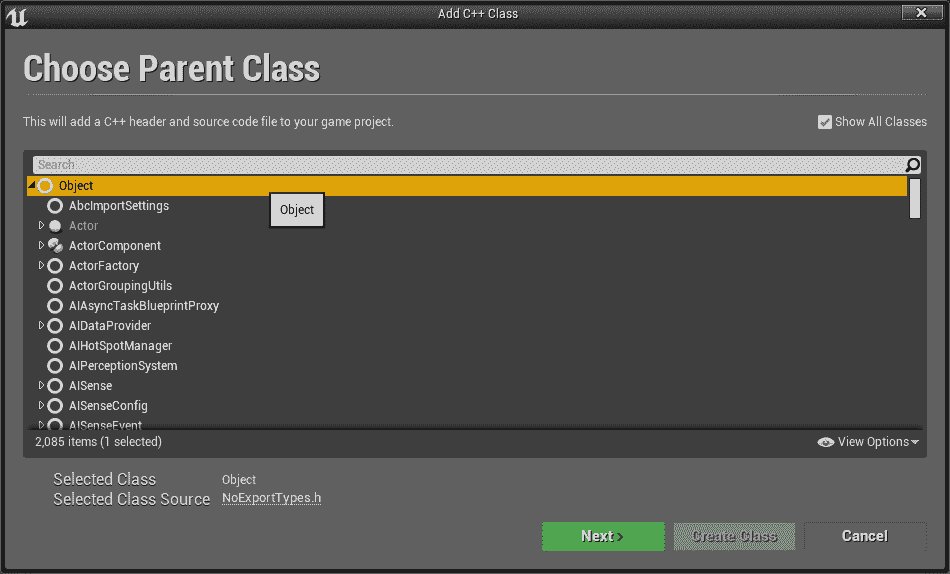 Add C++ Class
Choose Parent Class
This will add a C++ header and source code file to your game project.
Show All Classes
Search
Object
AbcImportSettings
Object
Actor
ActorComponent
ActorFactory
ActorGroupingUtils
AIAsyncTaskBlueprintProxy
AIDataProvider
AIHotSpotManager
AIPerceptionSystem
AISense
AISenseConfig
AISenseEvent
2,085 items (1 selected)
View Options
Selected Class Object
Selected Class Source NoExportTypes.h
Next >
Create Class
Cancel